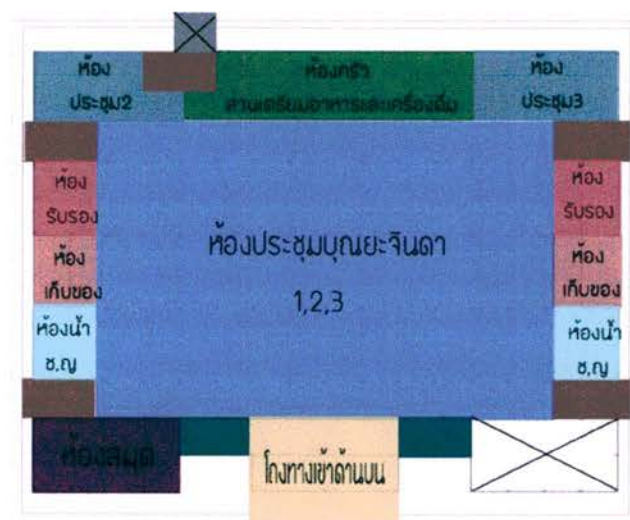 ห้อง
ประชุม2
ห้องครัว
ส่วนเตรียมอาหารและเครื่องดื่ม
ห้อง
ประชุม3
ห้อง
รับรอง
ห้อง
รับรอง
ห้องประชุมบุณยะจินดา
1,2,3
ห้อง
เก็บของ
ห้อง
เก็บของ
ห้องน้ำ
ช,ญ
ห้องน้ำ
ช,ญ
ห้องสมุด
โถงทางเข้าด้านบน